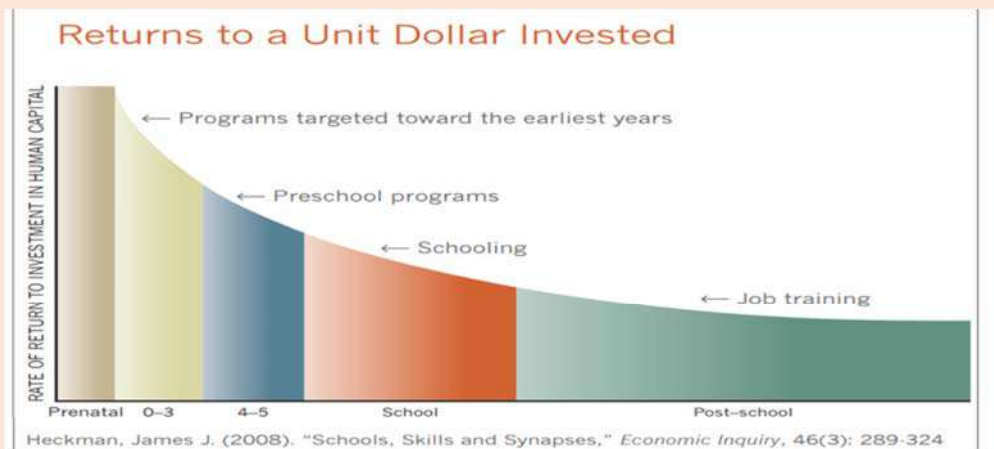 Returns to a Unit Dollar Invested
RATE OF RETURN TO INVESTMENT IN HUMAN CAPITAL
← Programs targeted toward the earliest years
← Preschool programs
← Schooling
← Job training
Prenatal 0–3 4–5 School Post–school
Heckman, James J. (2008). “Schools, Skills and Synapses,” Economic Inquiry, 46(3): 289-324